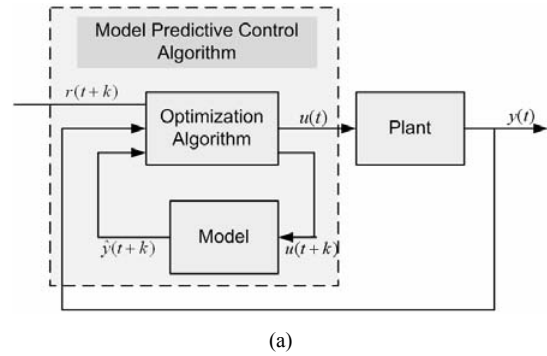 Model Predictive Control
Algorithm
r(t+k)
Optimization
Algorithm
u(t)
Plant
y(t)
Model
ŷ(t+k)
u(t+k)
(a)